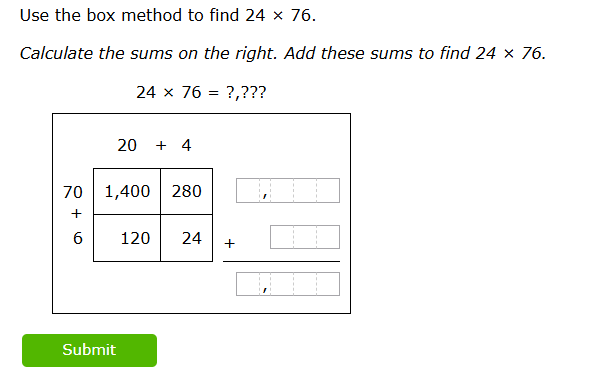 Use the box method to find 24 × 76.
Calculate the sums on the right. Add these sums to find 24 × 76.
24 × 76 = ?,???
20 + 4
70 1,400 280 ,
+
6 120 24 +
,
Submit